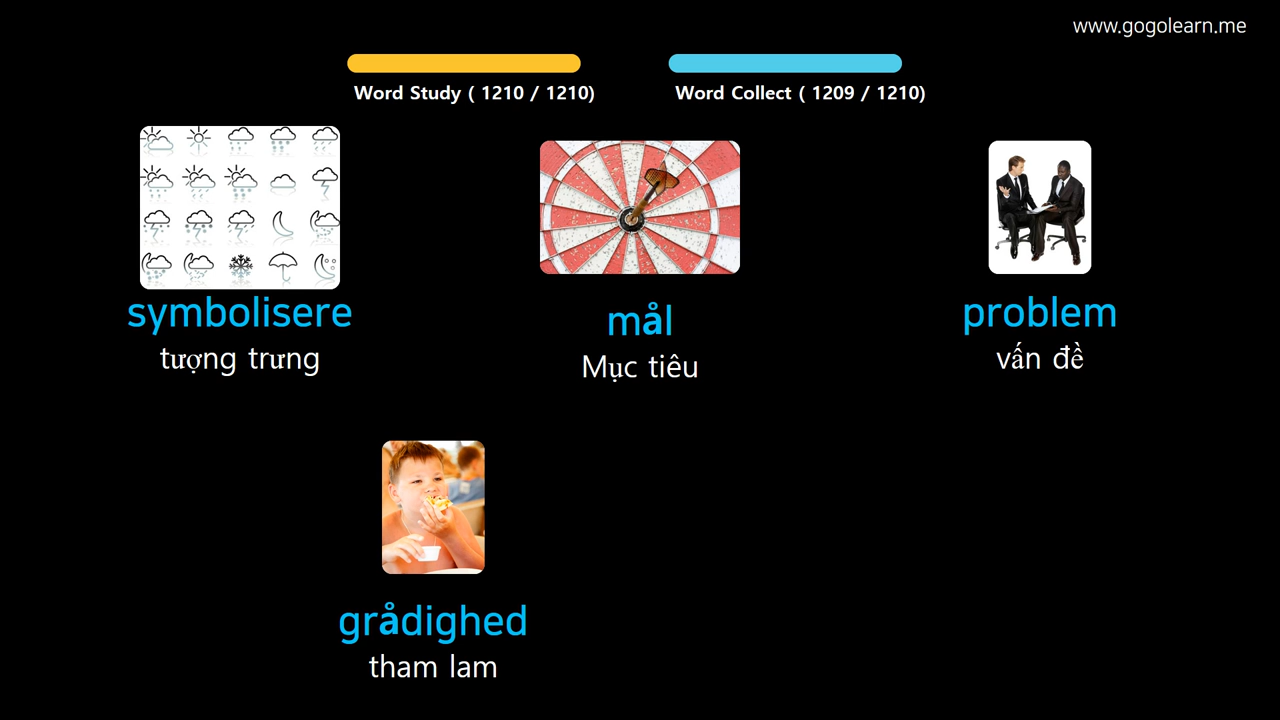 www.gogolearn.me
Word Study ( 1210 / 1210)
Word Collect ( 1209 / 1210)
symbolisere
tượng trưng
mål
Mục tiêu
problem
vấn đề
grådighed
tham lam